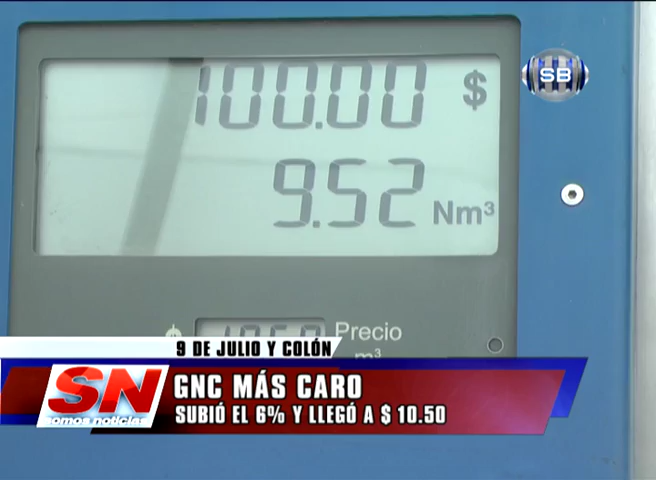 100.00 $
SB
9.52 Nm³
Precio
m³
9 DE JULIO Y COLÓN
SN
somos noticias
GNC MÁS CARO
SUBIÓ EL 6% Y LLEGÓ A $ 10.50